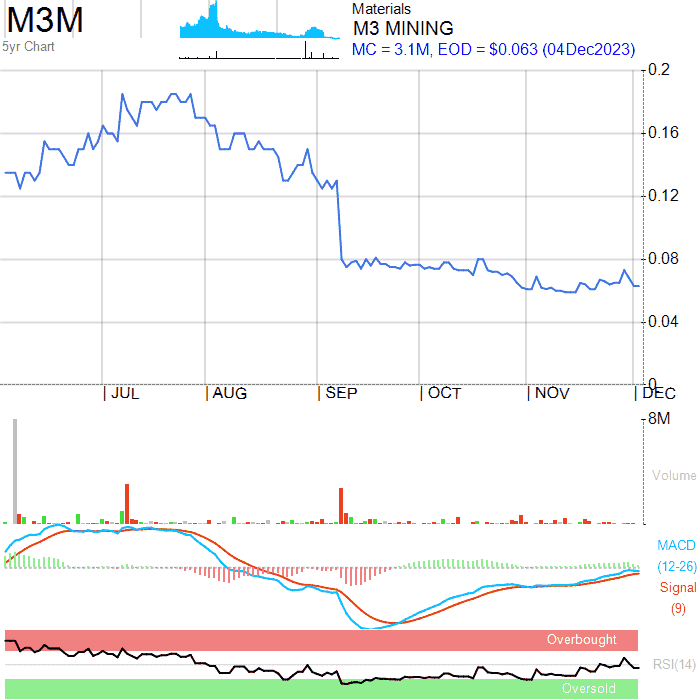 M3M
5yr Chart
Materials
M3 MINING
MC = 3.1M, EOD = $0.063 (04Dec2023)
0.2
0.16
0.12
0.08
0.04
0
| JUL | AUG | SEP | OCT | NOV | DEC
8M
Volume
MACD
(12-26)
Signal
(9)
Overbought
RSI(14)
Oversold